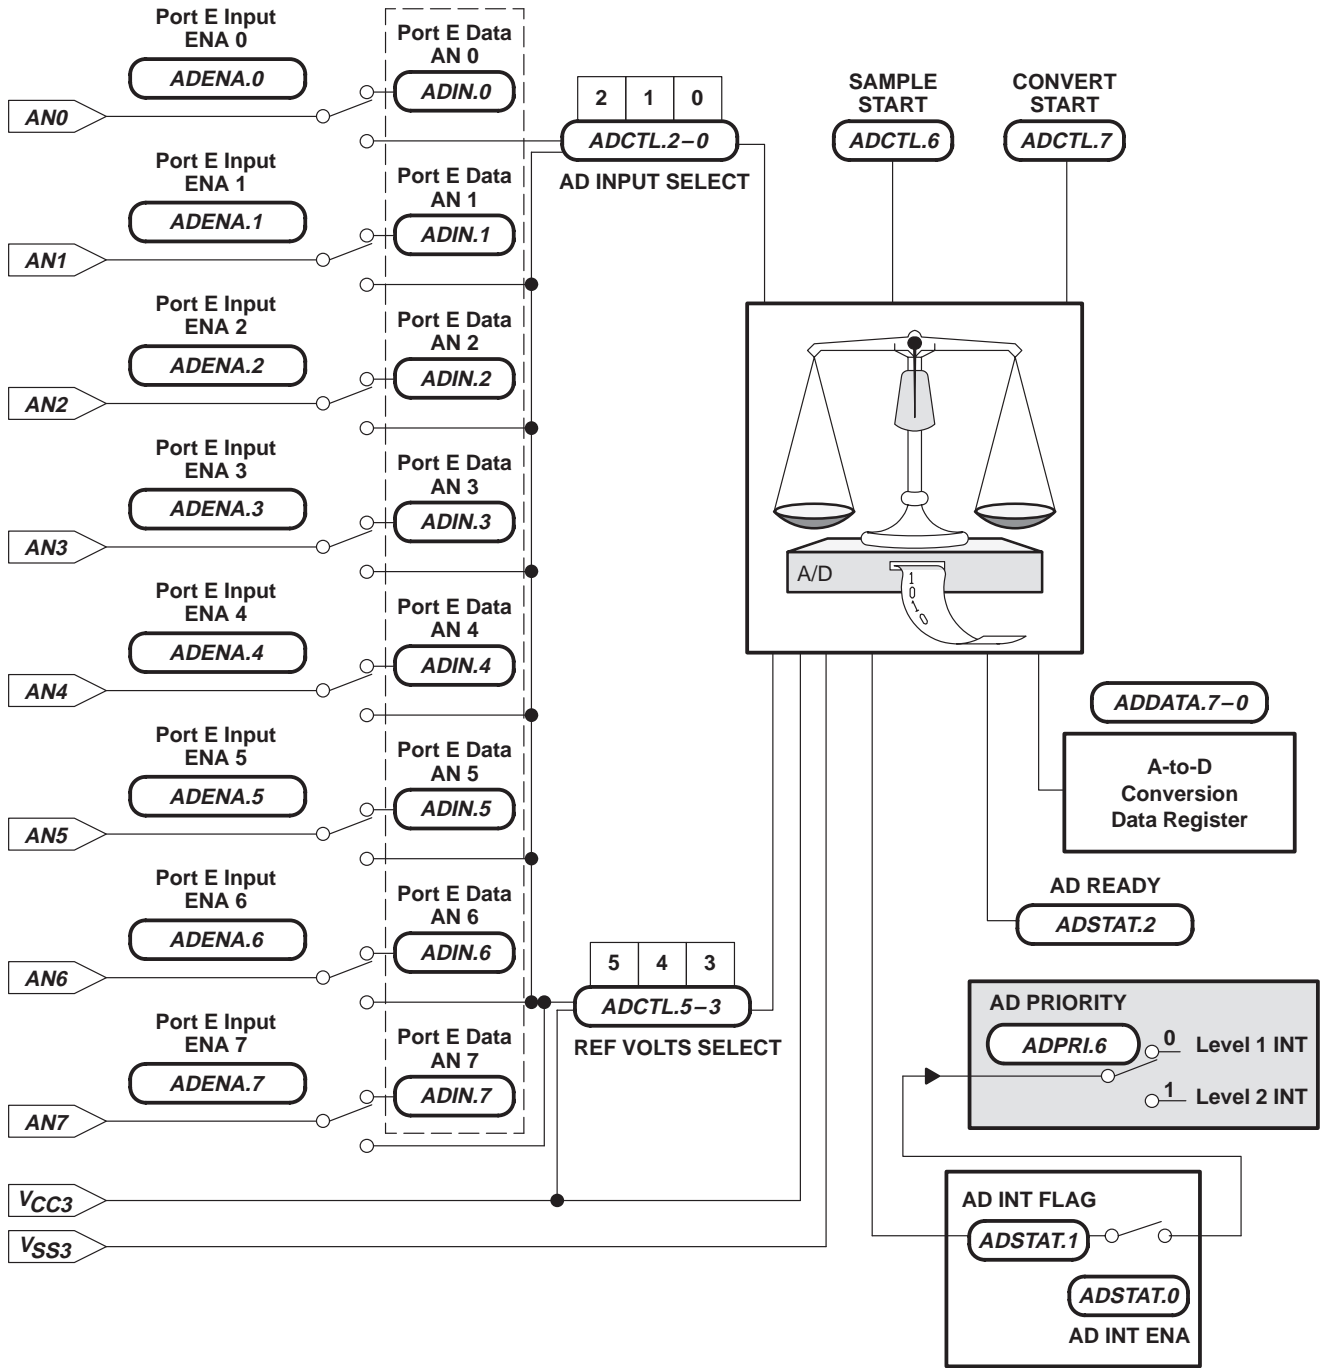 Port E Input
ENA 0
ADENA.0
AN0
Port E Data
AN 0
ADIN.0
Port E Input
ENA 1
ADENA.1
AN1
Port E Data
AN 1
ADIN.1
Port E Input
ENA 2
ADENA.2
AN2
Port E Data
AN 2
ADIN.2
Port E Input
ENA 3
ADENA.3
AN3
Port E Data
AN 3
ADIN.3
Port E Input
ENA 4
ADENA.4
AN4
Port E Data
AN 4
ADIN.4
Port E Input
ENA 5
ADENA.5
AN5
Port E Data
AN 5
ADIN.5
Port E Input
ENA 6
ADENA.6
AN6
Port E Data
AN 6
ADIN.6
Port E Input
ENA 7
ADENA.7
AN7
Port E Data
AN 7
ADIN.7
VCC3
VSS3
2 1 0
ADCTL.2–0
AD INPUT SELECT
SAMPLE
START
ADCTL.6
CONVERT
START
ADCTL.7
A/D
1
0
1
0
5 4 3
ADCTL.5–3
REF VOLTS SELECT
ADDATA.7–0
A-to-D
Conversion
Data Register
AD READY
ADSTAT.2
AD PRIORITY
ADPRI.6
0 Level 1 INT
1 Level 2 INT
AD INT FLAG
ADSTAT.1
ADSTAT.0
AD INT ENA